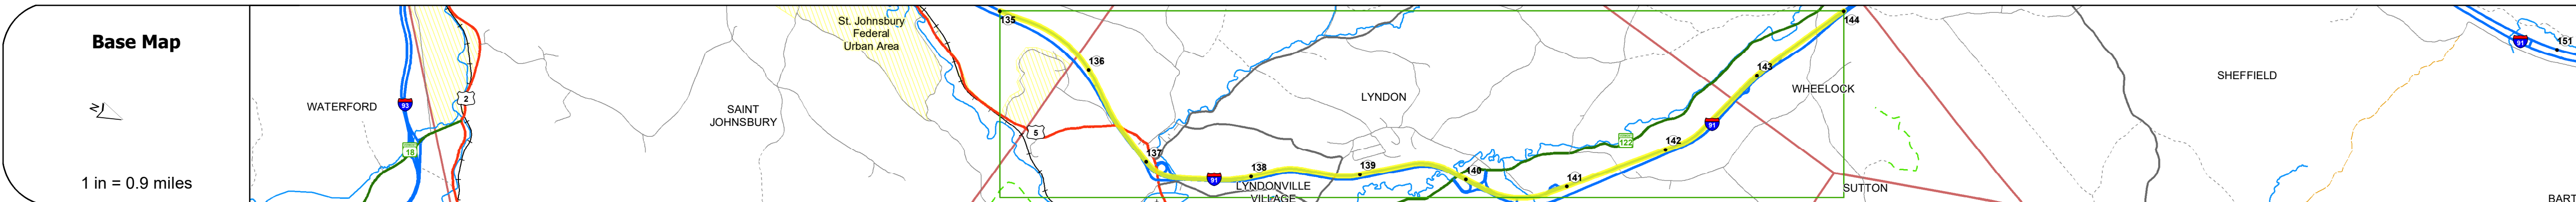 Base Map
N
1 in = 0.9 miles
WATERFORD
93
2
18
SAINT
JOHNSBURY
St. Johnsbury
Federal
Urban Area
5
135
136
137
91
138
LYNDONVILLE
VILLAGE
139
LYNDON
140
141
122
142
91
143
144
WHEELOCK
SUTTON
SHEFFIELD
91
151
BART